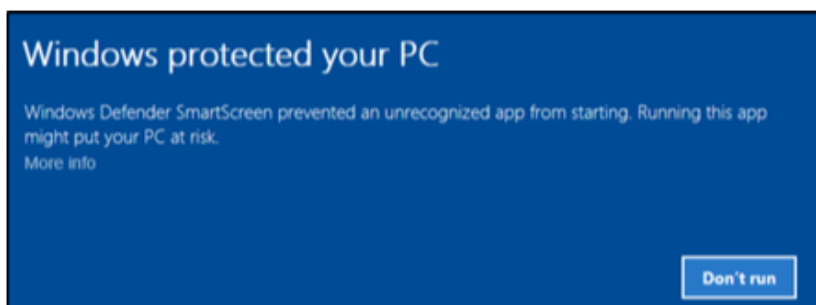 Windows protected your PC
Windows Defender SmartScreen prevented an unrecognized app from starting. Running this app
might put your PC at risk.
More info
Don't run